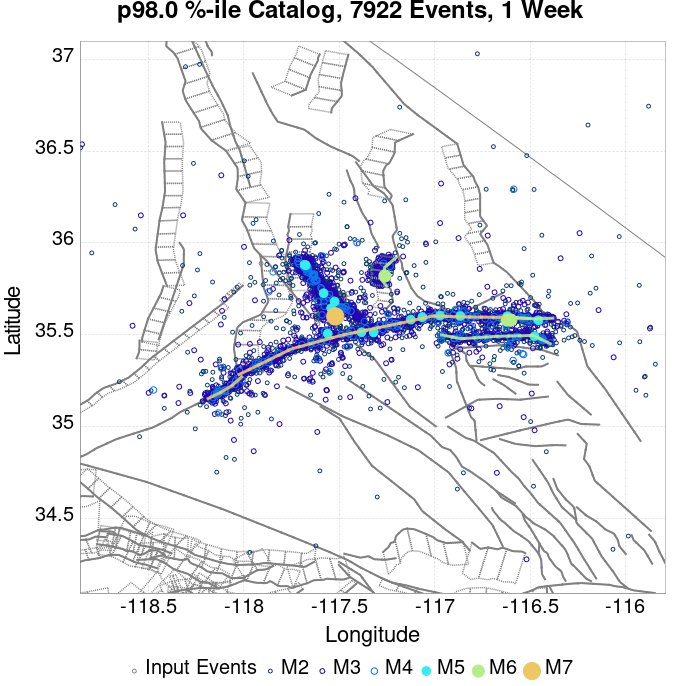 p98.0 %-ile Catalog, 7922 Events, 1 Week
37
36.5
36
35.5
35
34.5
Latitude
-118.5 -118 -117.5 -117 -116.5 -116
Longitude
Input Events M2 M3 M4 M5 M6 M7